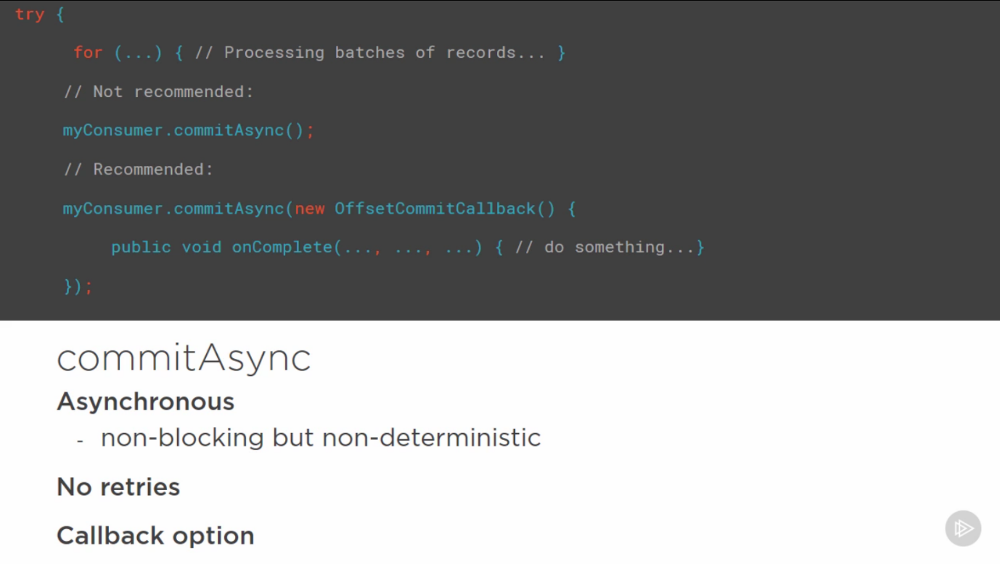 try {
for (...) { // Processing batches of records... }
// Not recommended:
myConsumer.commitAsync();
// Recommended:
myConsumer.commitAsync(new OffsetCommitCallback() {
public void onComplete(..., ..., ...) { // do something...}
});
commitAsync
Asynchronous
- non-blocking but non-deterministic
No retries
Callback option